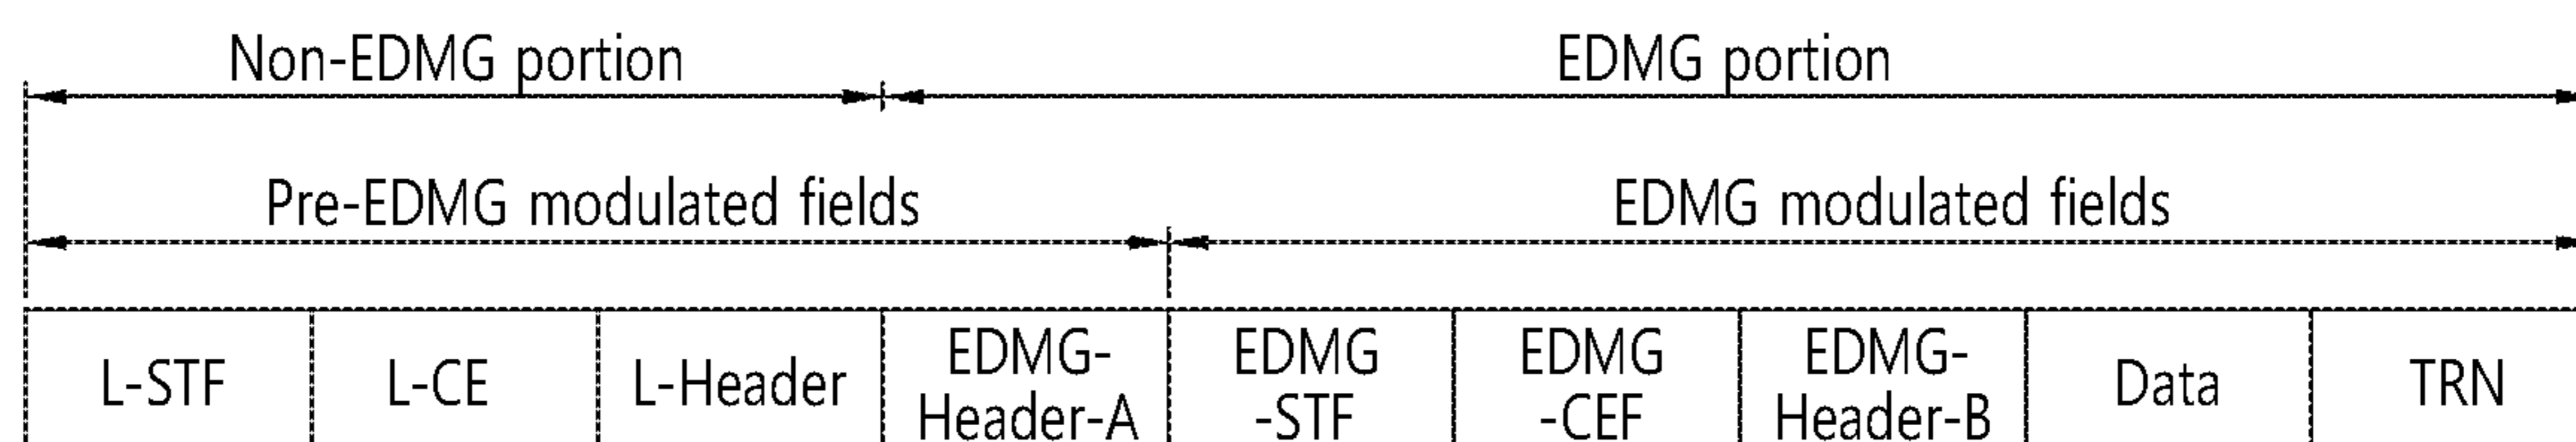 Non-EDMG portion EDMG portion
Pre-EDMG modulated fields EDMG modulated fields
L-STF L-CE L-Header EDMG-Header-A EDMG-STF EDMG-CEF EDMG-Header-B Data TRN